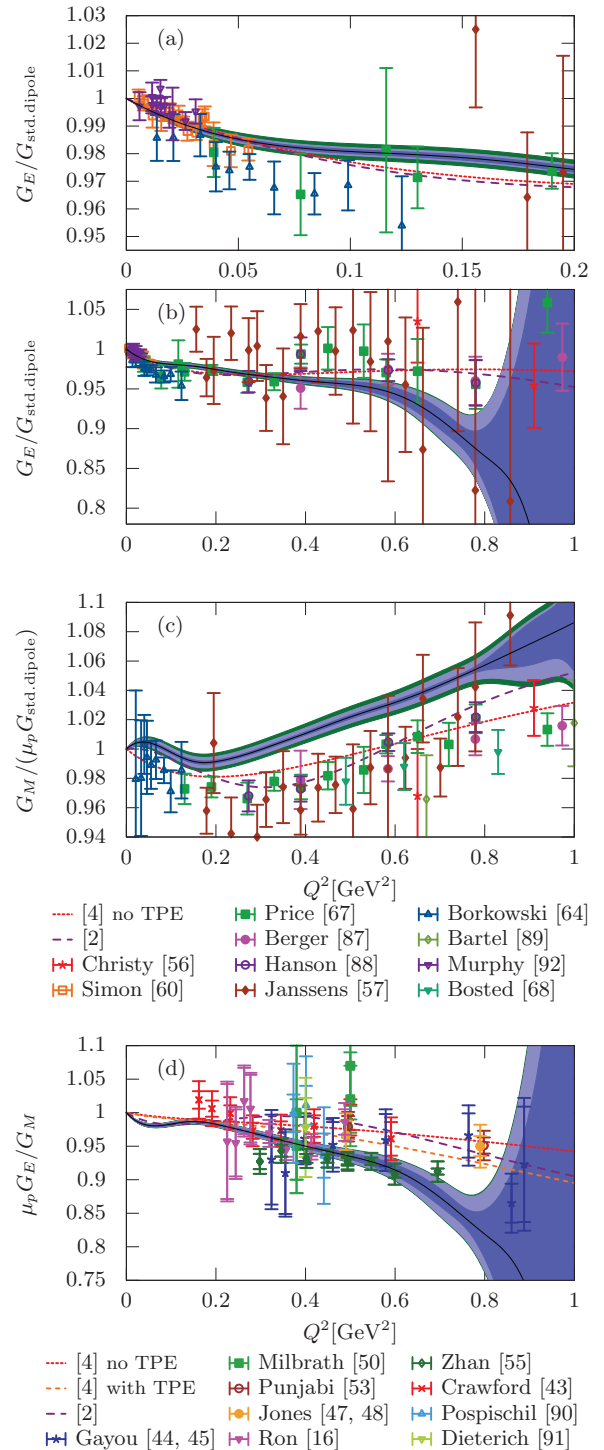 1.03
(a)
1.02
1.01
1
0.99
0.98
0.97
0.96
0.95
G_E/G_std.dipole
0 0.05 0.1 0.15 0.2
(b)
1.05
1
0.95
0.9
0.85
0.8
G_E/G_std.dipole
0 0.2 0.4 0.6 0.8 1
1.1
(c)
1.08
1.06
1.04
1.02
1
0.98
0.96
0.94
G_M/(μ_p G_std.dipole)
0 0.2 0.4 0.6 0.8 1
Q² [GeV²]
[4] no TPE
[2]
Christy [56]
Simon [60]
Price [67]
Berger [87]
Hanson [88]
Janssens [57]
Borkowski [64]
Bartel [89]
Murphy [92]
Bosted [68]
1.1
1.05
1
0.95
0.9
0.85
0.8
0.75
(d)
μ_p G_E/G_M
0 0.2 0.4 0.6 0.8 1
Q² [GeV²]
[4] no TPE
[4] with TPE
[2]
Gayou [44, 45]
Milbrath [50]
Punjabi [53]
Jones [47, 48]
Ron [16]
Zhan [55]
Crawford [43]
Pospischil [90]
Dieterich [91]